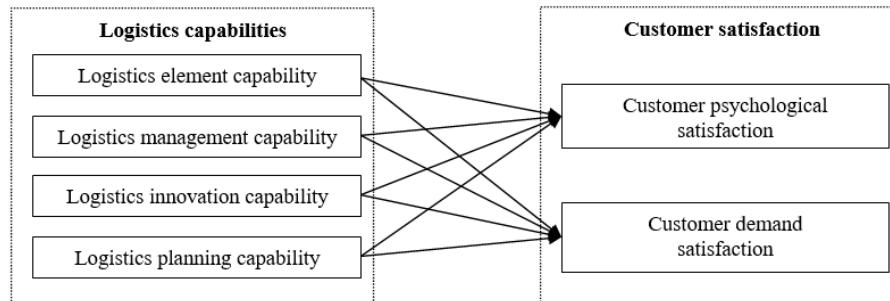 Logistics capabilities
Logistics element capability
Logistics management capability
Logistics innovation capability
Logistics planning capability
Customer satisfaction
Customer psychological
satisfaction
Customer demand
satisfaction